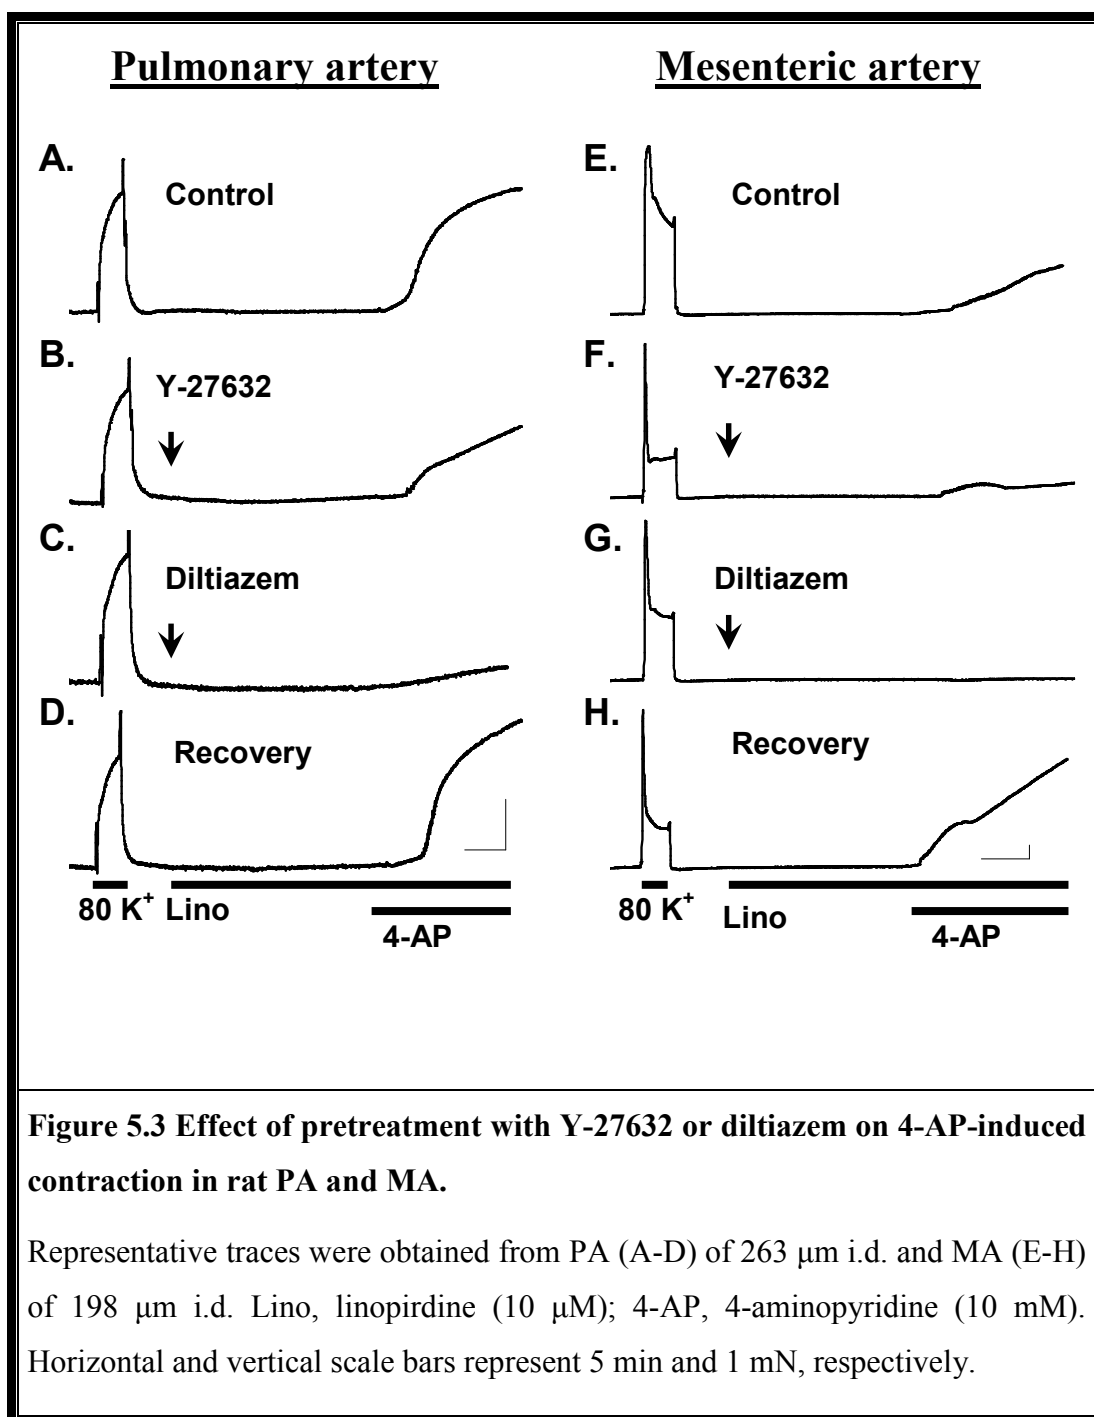 Pulmonary artery
Mesenteric artery
A.
Control
B.
Y-27632
C.
Diltiazem
D.
Recovery
80 K⁺ Lino
4-AP
E.
Control
F.
Y-27632
G.
Diltiazem
H.
Recovery
80 K⁺
Lino
4-AP
Figure 5.3 Effect of pretreatment with Y-27632 or diltiazem on 4-AP-induced
contraction in rat PA and MA.
Representative traces were obtained from PA (A-D) of 263 μm i.d. and MA (E-H)
of 198 μm i.d. Lino, linopirdine (10 μM); 4-AP, 4-aminopyridine (10 mM).
Horizontal and vertical scale bars represent 5 min and 1 mN, respectively.